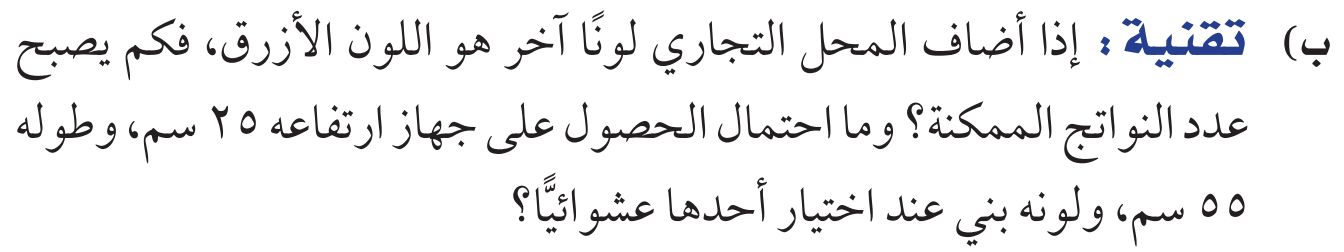 ب) تقنية : إذا أضاف المحل التجاري لونًا آخر هو اللون الأزرق، فكم يصبح
عدد النواتج الممكنة؟ وما احتمال الحصول على جهاز ارتفاعه ٢٥ سم، وطوله
٥٥ سم، ولونه بني عند اختيار أحدها عشوائيًّا؟